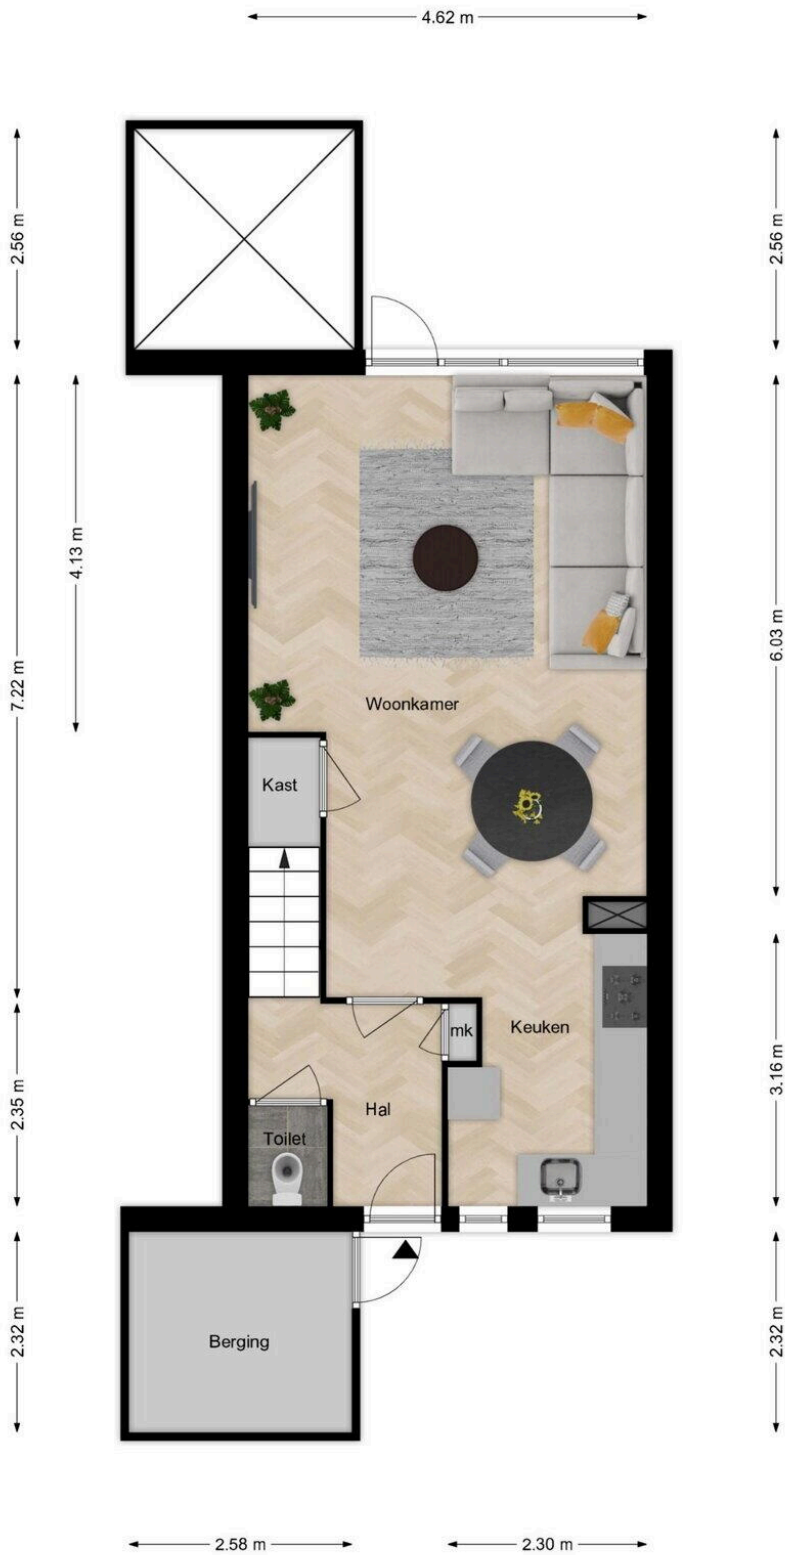 4.62 m
2.56 m
2.56 m
4.13 m
7.22 m
6.03 m
Woonkamer
Kast
mk
Keuken
Hal
Toilet
2.35 m
3.16 m
Berging
2.32 m
2.32 m
2.58 m
2.30 m